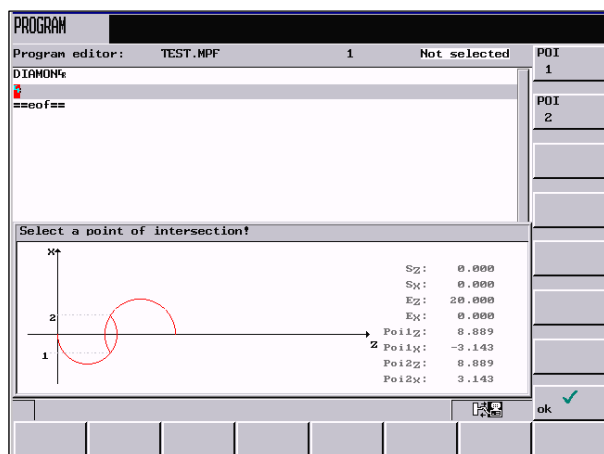 PROGRAM
Program editor: TEST.MPF 1 Not selected
DIAMONCR
==eof==
Select a point of intersection!
X
2
1
Z
SZ: 0.000
SX: 0.000
EZ: 20.000
EX: 0.000
Poi1Z: 8.889
Poi1X: -3.143
Poi2Z: 8.889
Poi2X: 3.143
POI
1
POI
2
ok